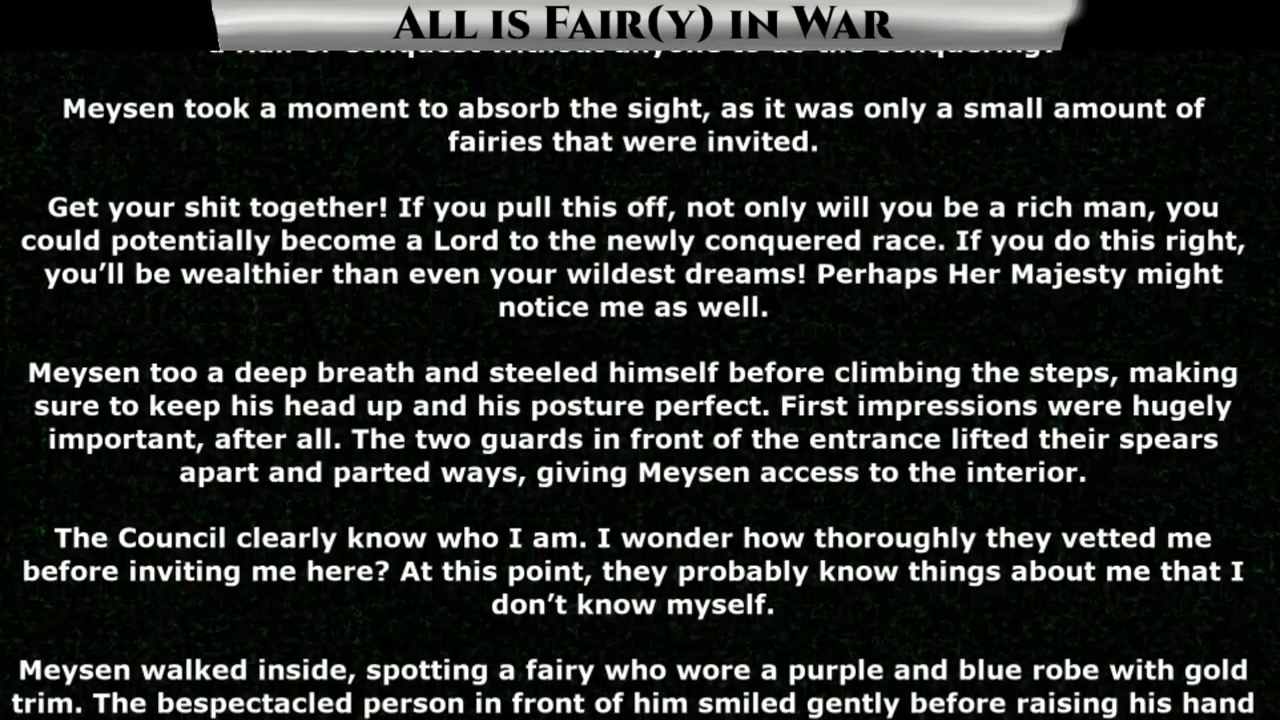 All is Fair(y) in War
Meysen took a moment to absorb the sight, as it was only a small amount of
fairies that were invited.
Get your shit together! If you pull this off, not only will you be a rich man, you
could potentially become a Lord to the newly conquered race. If you do this right,
you’ll be wealthier than even your wildest dreams! Perhaps Her Majesty might
notice me as well.
Meysen too a deep breath and steeled himself before climbing the steps, making
sure to keep his head up and his posture perfect. First impressions were hugely
important, after all. The two guards in front of the entrance lifted their spears
apart and parted ways, giving Meysen access to the interior.
The Council clearly know who I am. I wonder how thoroughly they vetted me
before inviting me here? At this point, they probably know things about me that I
don’t know myself.
Meysen walked inside, spotting a fairy who wore a purple and blue robe with gold
trim. The bespectacled person in front of him smiled gently before raising his hand